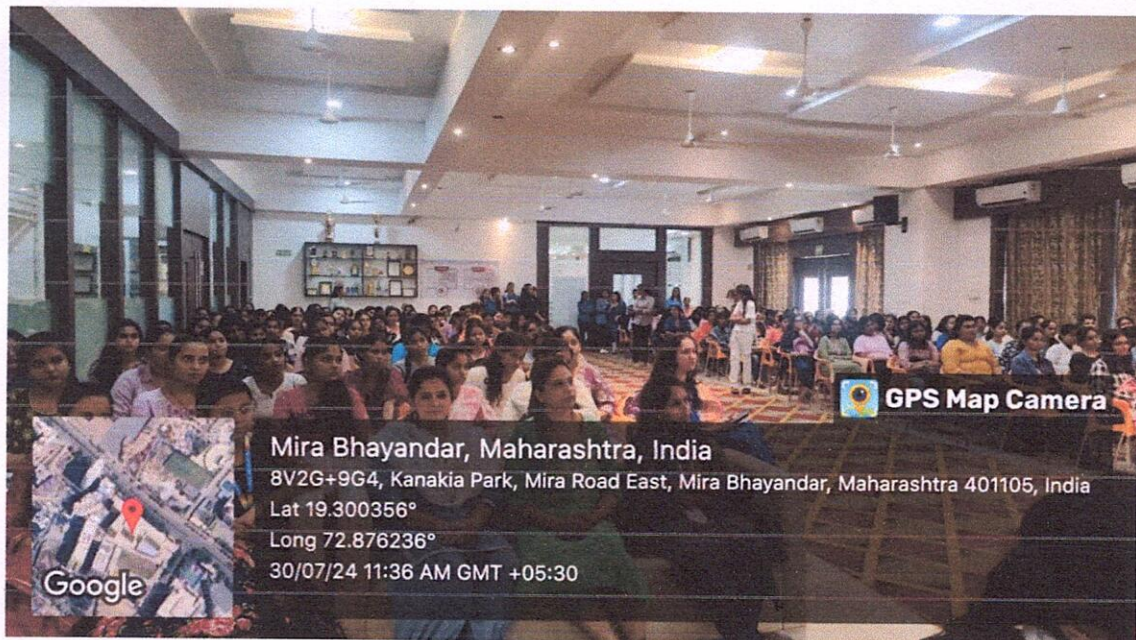 GPS Map Camera
Mira Bhayandar, Maharashtra, India
8V2G+9G4, Kanakia Park, Mira Road East, Mira Bhayandar, Maharashtra 401105, India
Lat 19.300356°
Long 72.876236°
30/07/24 11:36 AM GMT +05:30
Google